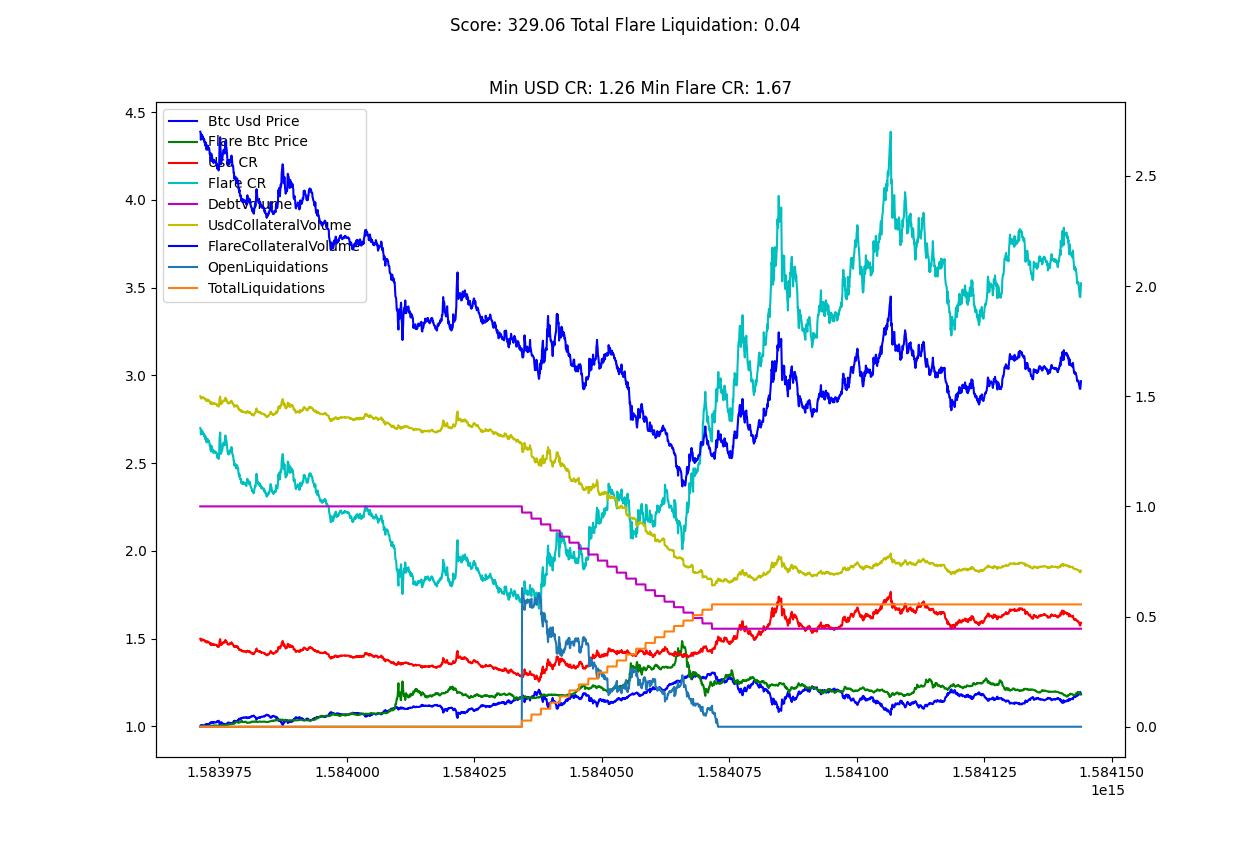 Score: 329.06 Total Flare Liquidation: 0.04
Min USD CR: 1.26 Min Flare CR: 1.67
Btc Usd Price
Flare Btc Price
Usd CR
Flare CR
DebtVolume
UsdCollateralVolume
FlareCollateralVolume
OpenLiquidations
TotalLiquidations
4.5
4.0
3.5
3.0
2.5
2.0
1.5
1.0
2.5
2.0
1.5
1.0
0.5
0.0
1.583975 1.584000 1.584025 1.584050 1.584075 1.584100 1.584125 1.584150
1e15